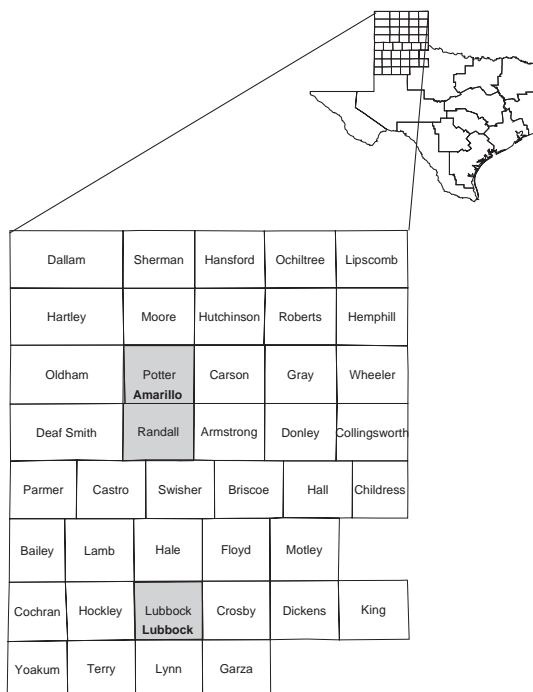 Dallam Sherman Hansford Ochiltree Lipscomb
Hartley Moore Hutchinson Roberts Hemphill
Oldham Potter Carson Gray Wheeler
Amarillo
Deaf Smith Randall Armstrong Donley Collingsworth
Parmer Castro Swisher Briscoe Hall Childress
Bailey Lamb Hale Floyd Motley
Cochran Hockley Lubbock Crosby Dickens King
Lubbock
Yoakum Terry Lynn Garza